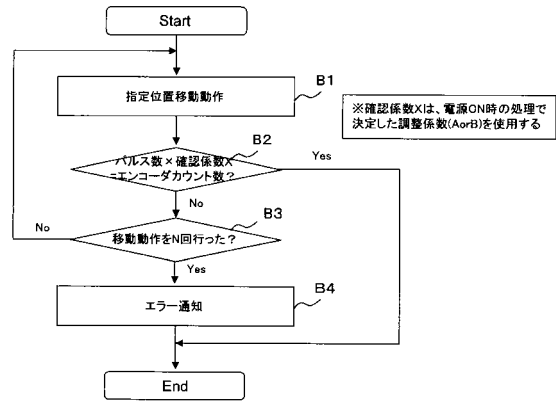 Start
B1
指定位置移動動作
※確認係数Xは、電源ON時の処理で
決定した調整係数(AorB)を使用する
B2
パルス数×確認係数X
=エンコーダカウント数?
Yes
No
B3
No
移動動作をN回行った?
Yes
B4
エラー通知
End